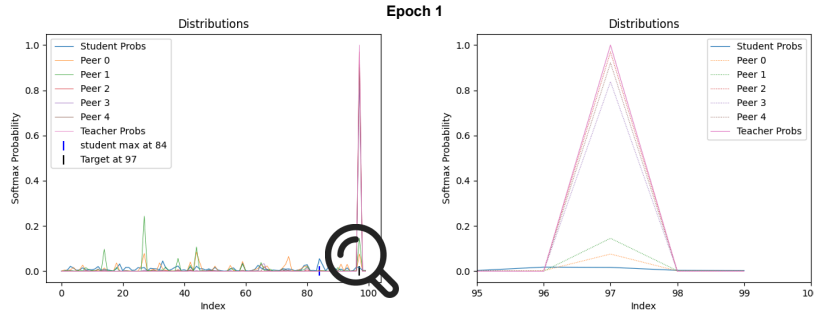 Epoch 1
Distributions
Softmax Probability
1.0
0.8
0.6
0.4
0.2
0.0
Student Probs
Peer 0
Peer 1
Peer 2
Peer 3
Peer 4
Teacher Probs
student max at 84
Target at 97
0 20 40 60 80 100
Index
Distributions
Softmax Probability
1.0
0.8
0.6
0.4
0.2
0.0
Student Probs
Peer 0
Peer 1
Peer 2
Peer 3
Peer 4
Teacher Probs
95 96 97 98 99 10
Index